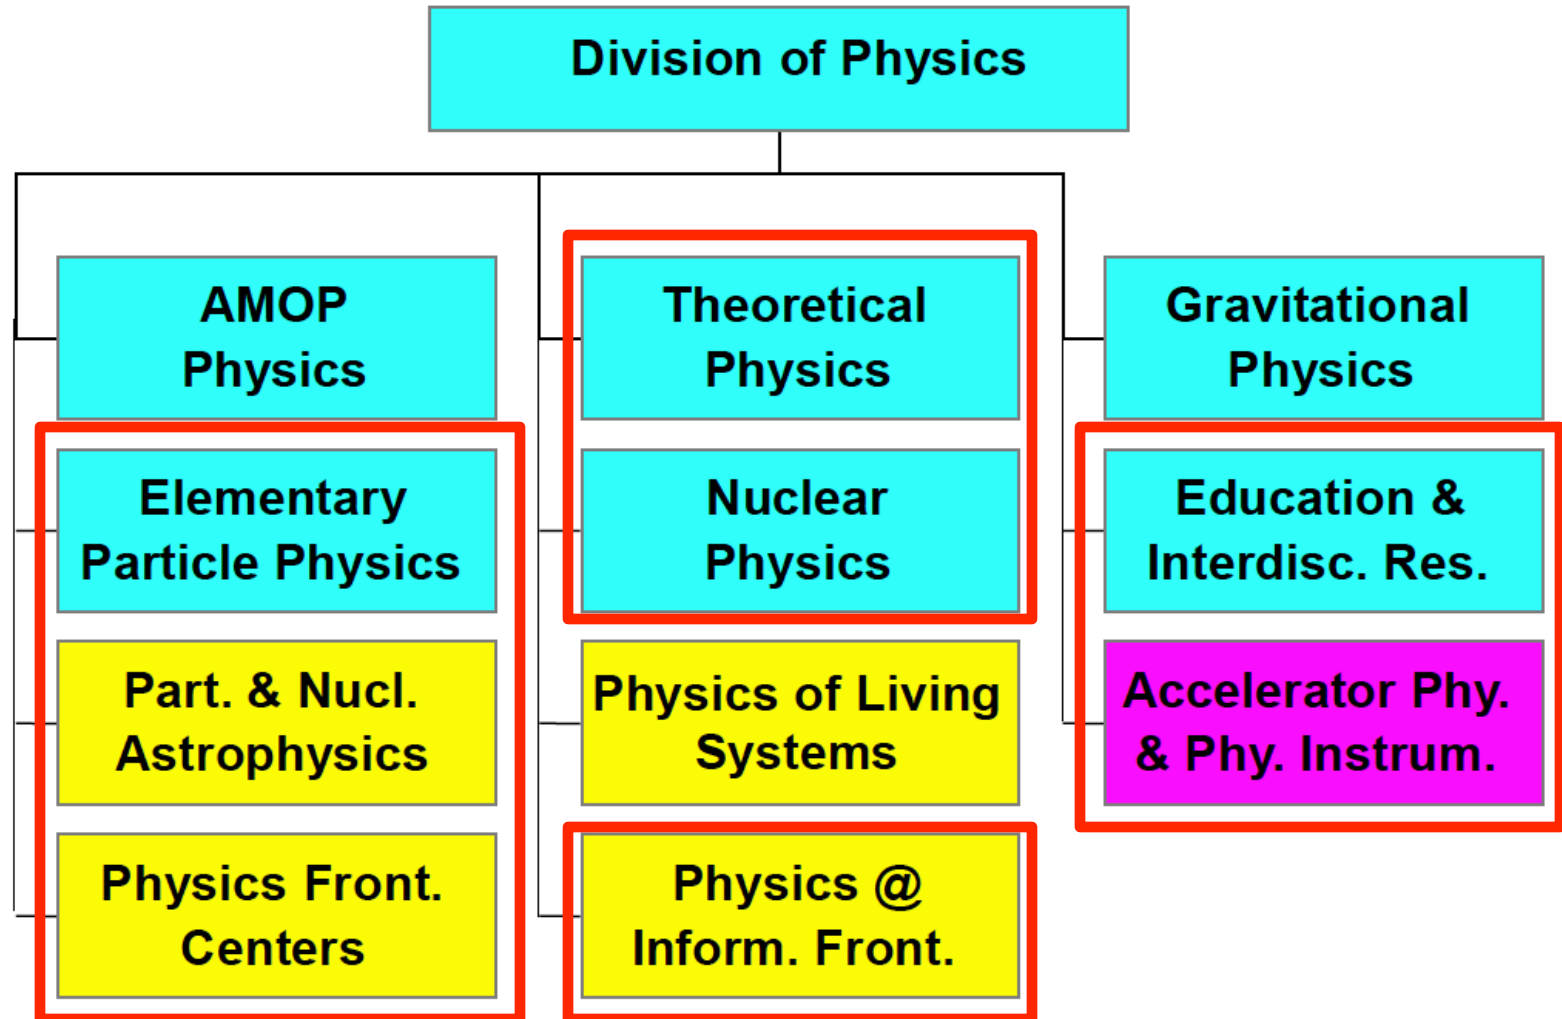 Division of Physics
AMOP
Physics
Elementary
Particle Physics
Part. & Nucl.
Astrophysics
Physics Front.
Centers
Theoretical
Physics
Nuclear
Physics
Physics of Living
Systems
Physics @
Inform. Front.
Gravitational
Physics
Education &
Interdisc. Res.
Accelerator Phy.
& Phy. Instrum.